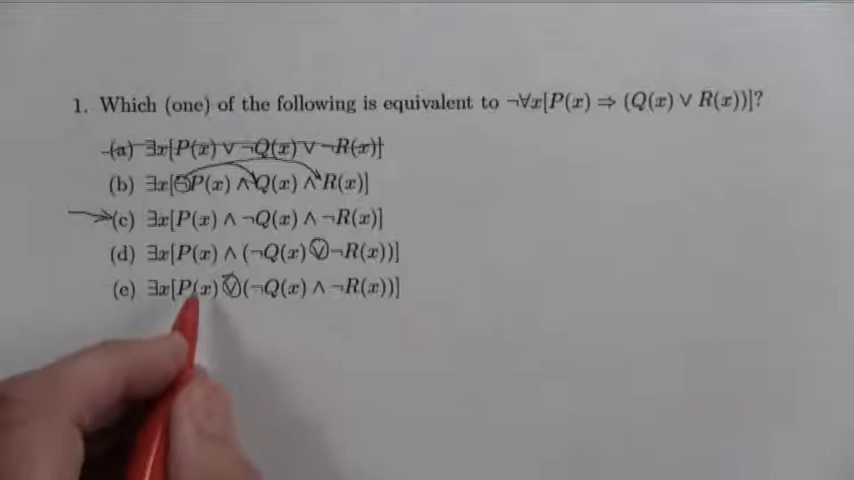 1. Which (one) of the following is equivalent to ¬∀x[P(x) ⇒ (Q(x) ∨ R(x))]?
(a) ∃x[P(x) ∨ ¬Q(x) ∨ ¬R(x)]
(b) ∃x[¬P(x) ∧ Q(x) ∧ R(x)]
(c) ∃x[P(x) ∧ ¬Q(x) ∧ ¬R(x)]
(d) ∃x[P(x) ∧ (¬Q(x) ∨ ¬R(x))]
(e) ∃x[P(x) ∨ (¬Q(x) ∧ ¬R(x))]